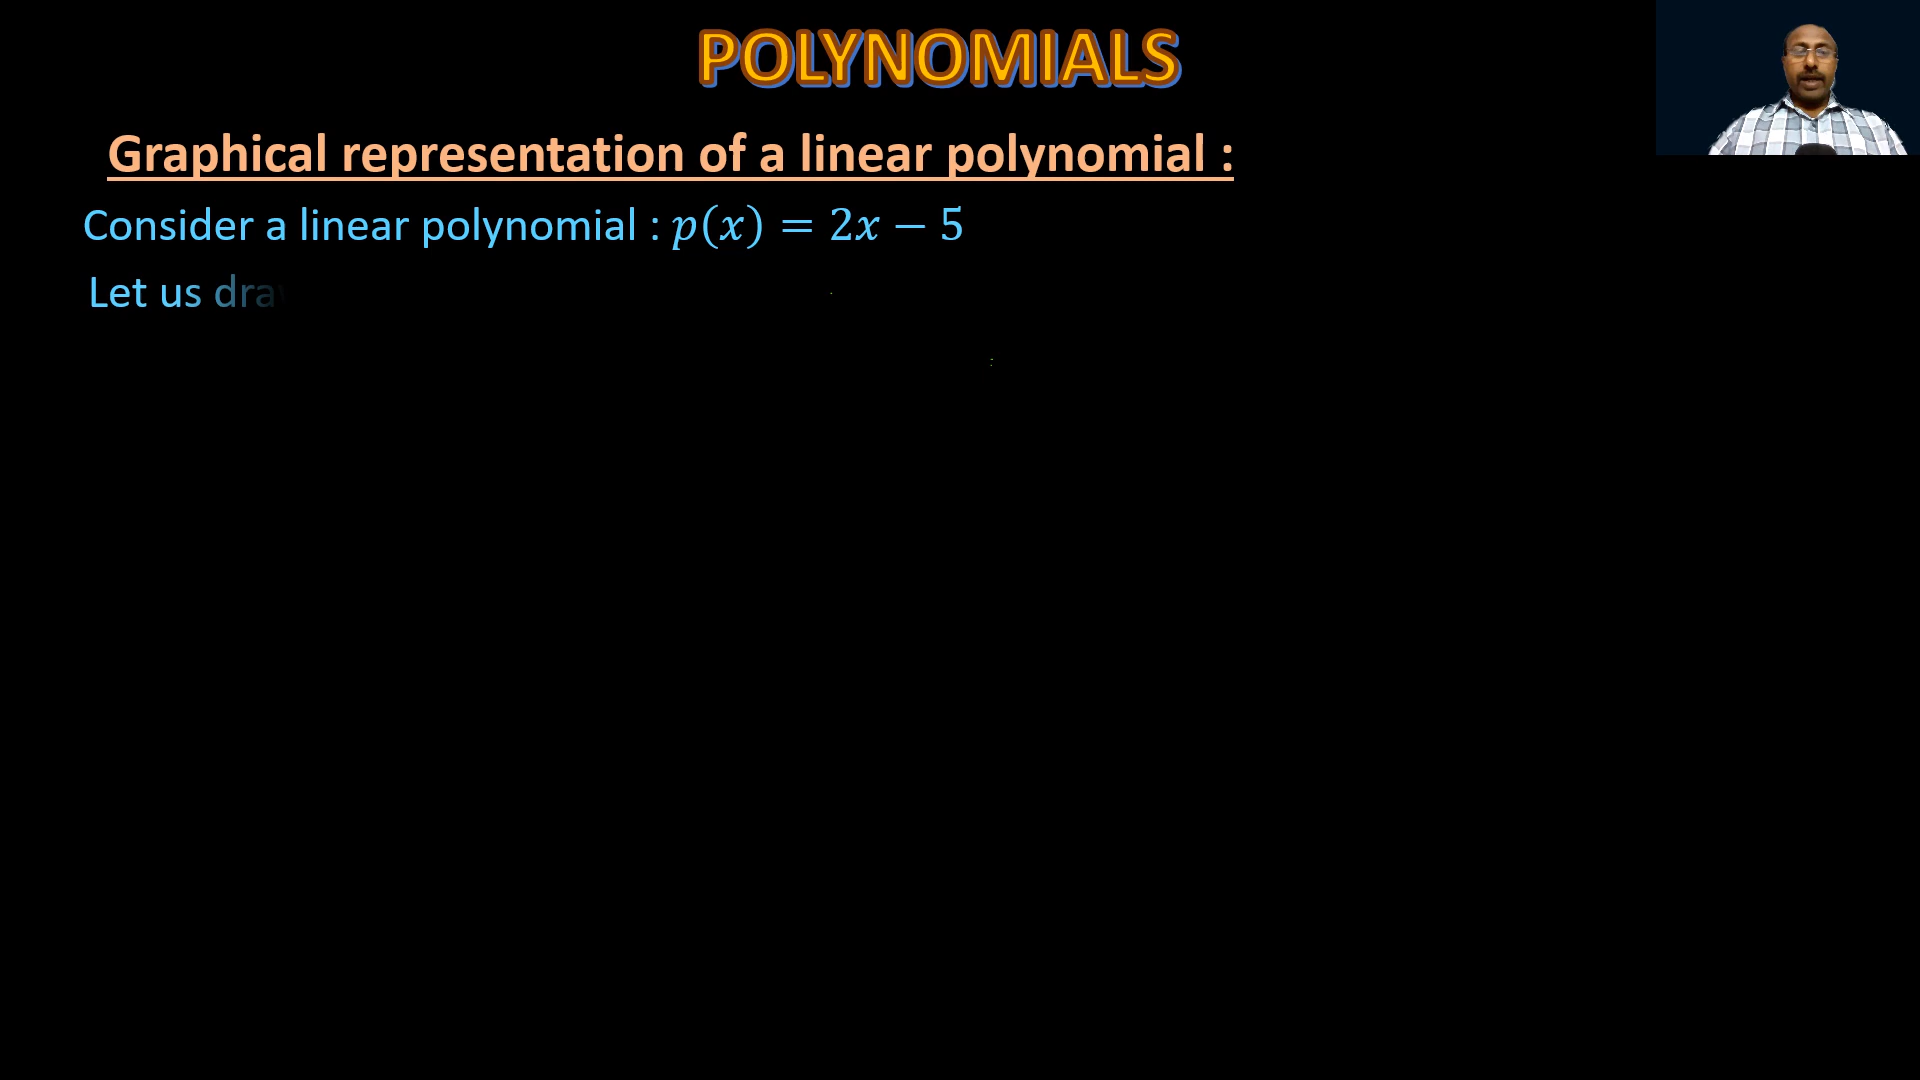 POLYNOMIALS
Graphical representation of a linear polynomial :
Consider a linear polynomial : p(x) = 2x − 5
Let us dra